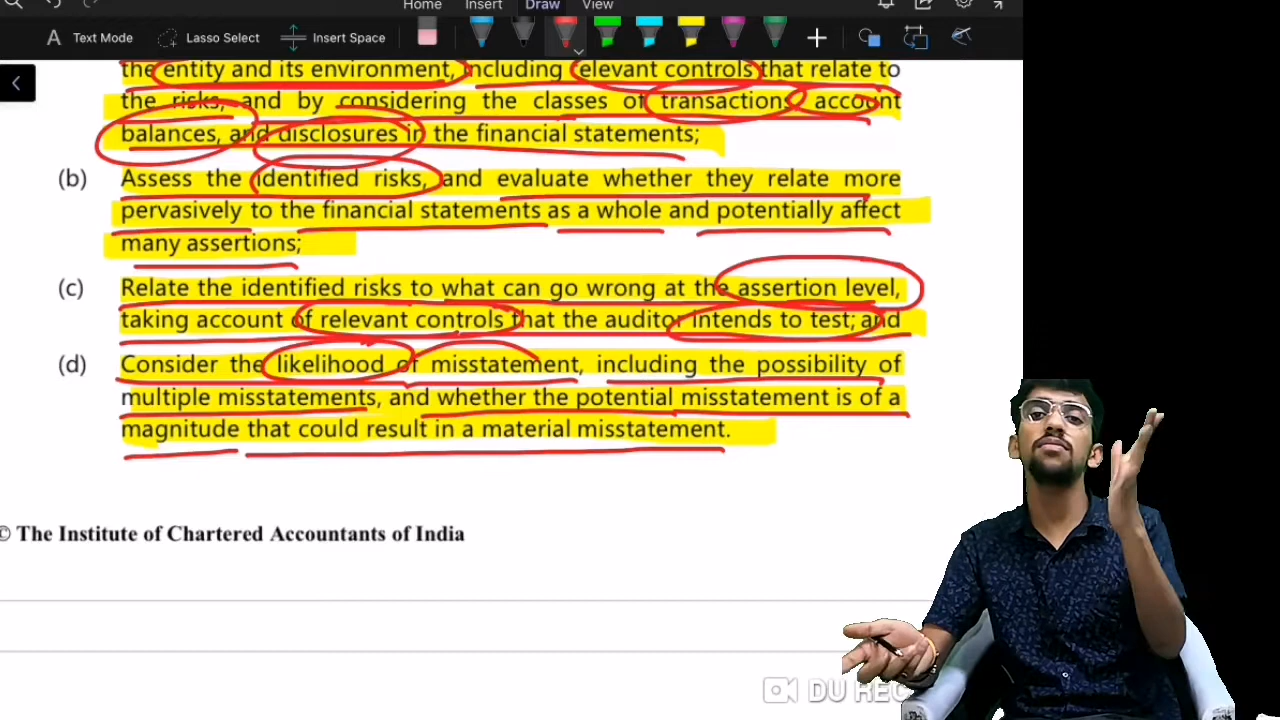 Home Insert Draw View
Text Mode Lasso Select Insert Space
the entity and its environment, including relevant controls that relate to
the risks, and by considering the classes of transactions, account
balances, and disclosures in the financial statements;
(b) Assess the identified risks, and evaluate whether they relate more
pervasively to the financial statements as a whole and potentially affect
many assertions;
(c) Relate the identified risks to what can go wrong at the assertion level,
taking account of relevant controls that the auditor intends to test; and
(d) Consider the likelihood of misstatement, including the possibility of
multiple misstatements, and whether the potential misstatement is of a
magnitude that could result in a material misstatement.
© The Institute of Chartered Accountants of India
DU REC